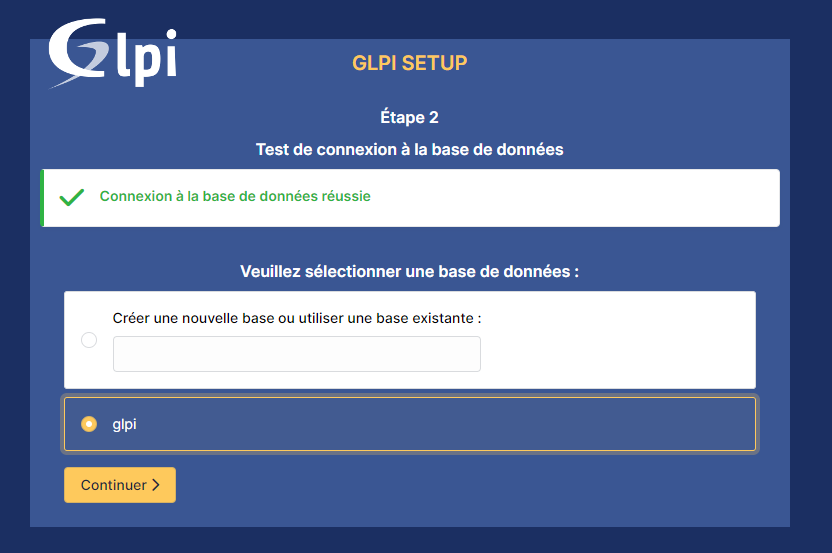 Glpi
GLPI SETUP
Étape 2
Test de connexion à la base de données
Connexion à la base de données réussie
Veuillez sélectionner une base de données :
Créer une nouvelle base ou utiliser une base existante :
glpi
Continuer